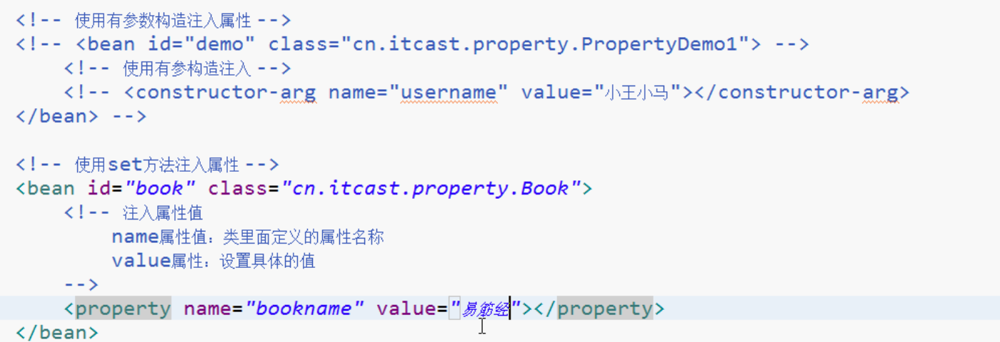 <!-- 使用有参数构造注入属性 -->
<!-- <bean id="demo" class="cn.itcast.property.PropertyDemo1"> -->
<!-- 使用有参构造注入 -->
<!-- <constructor-arg name="username" value="小王小马"></constructor-arg>
</bean> -->
<!-- 使用set方法注入属性 -->
<bean id="book" class="cn.itcast.property.Book">
<!-- 注入属性值
name属性值：类里面定义的属性名称
value属性：设置具体的值
-->
<property name="bookname" value="易筋经"></property>
</bean>